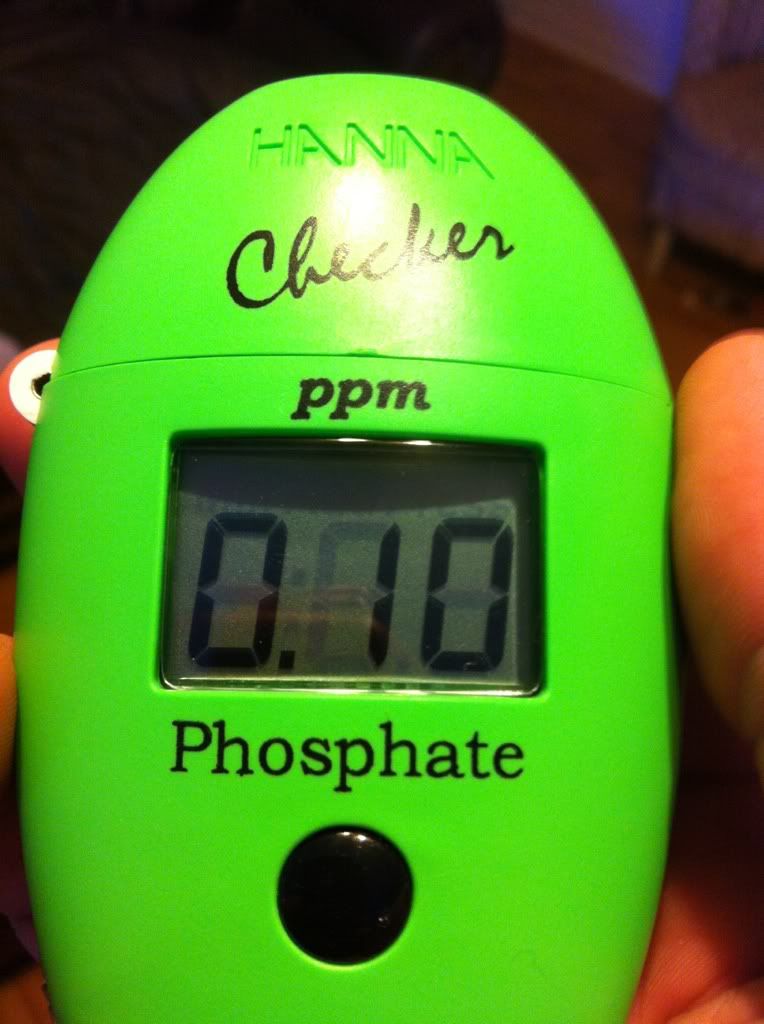 HANNA
Checker
ppm
0.10
Phosphate